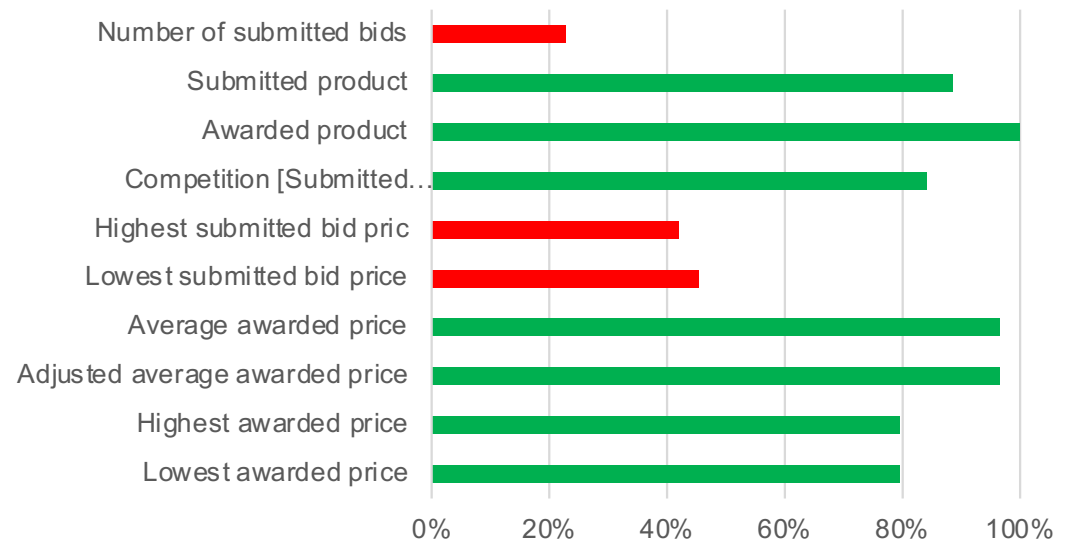 Number of submitted bids
Submitted product
Awarded product
Competition [Submitted…
Highest submitted bid pric
Lowest submitted bid price
Average awarded price
Adjusted average awarded price
Highest awarded price
Lowest awarded price
0% 20% 40% 60% 80% 100%